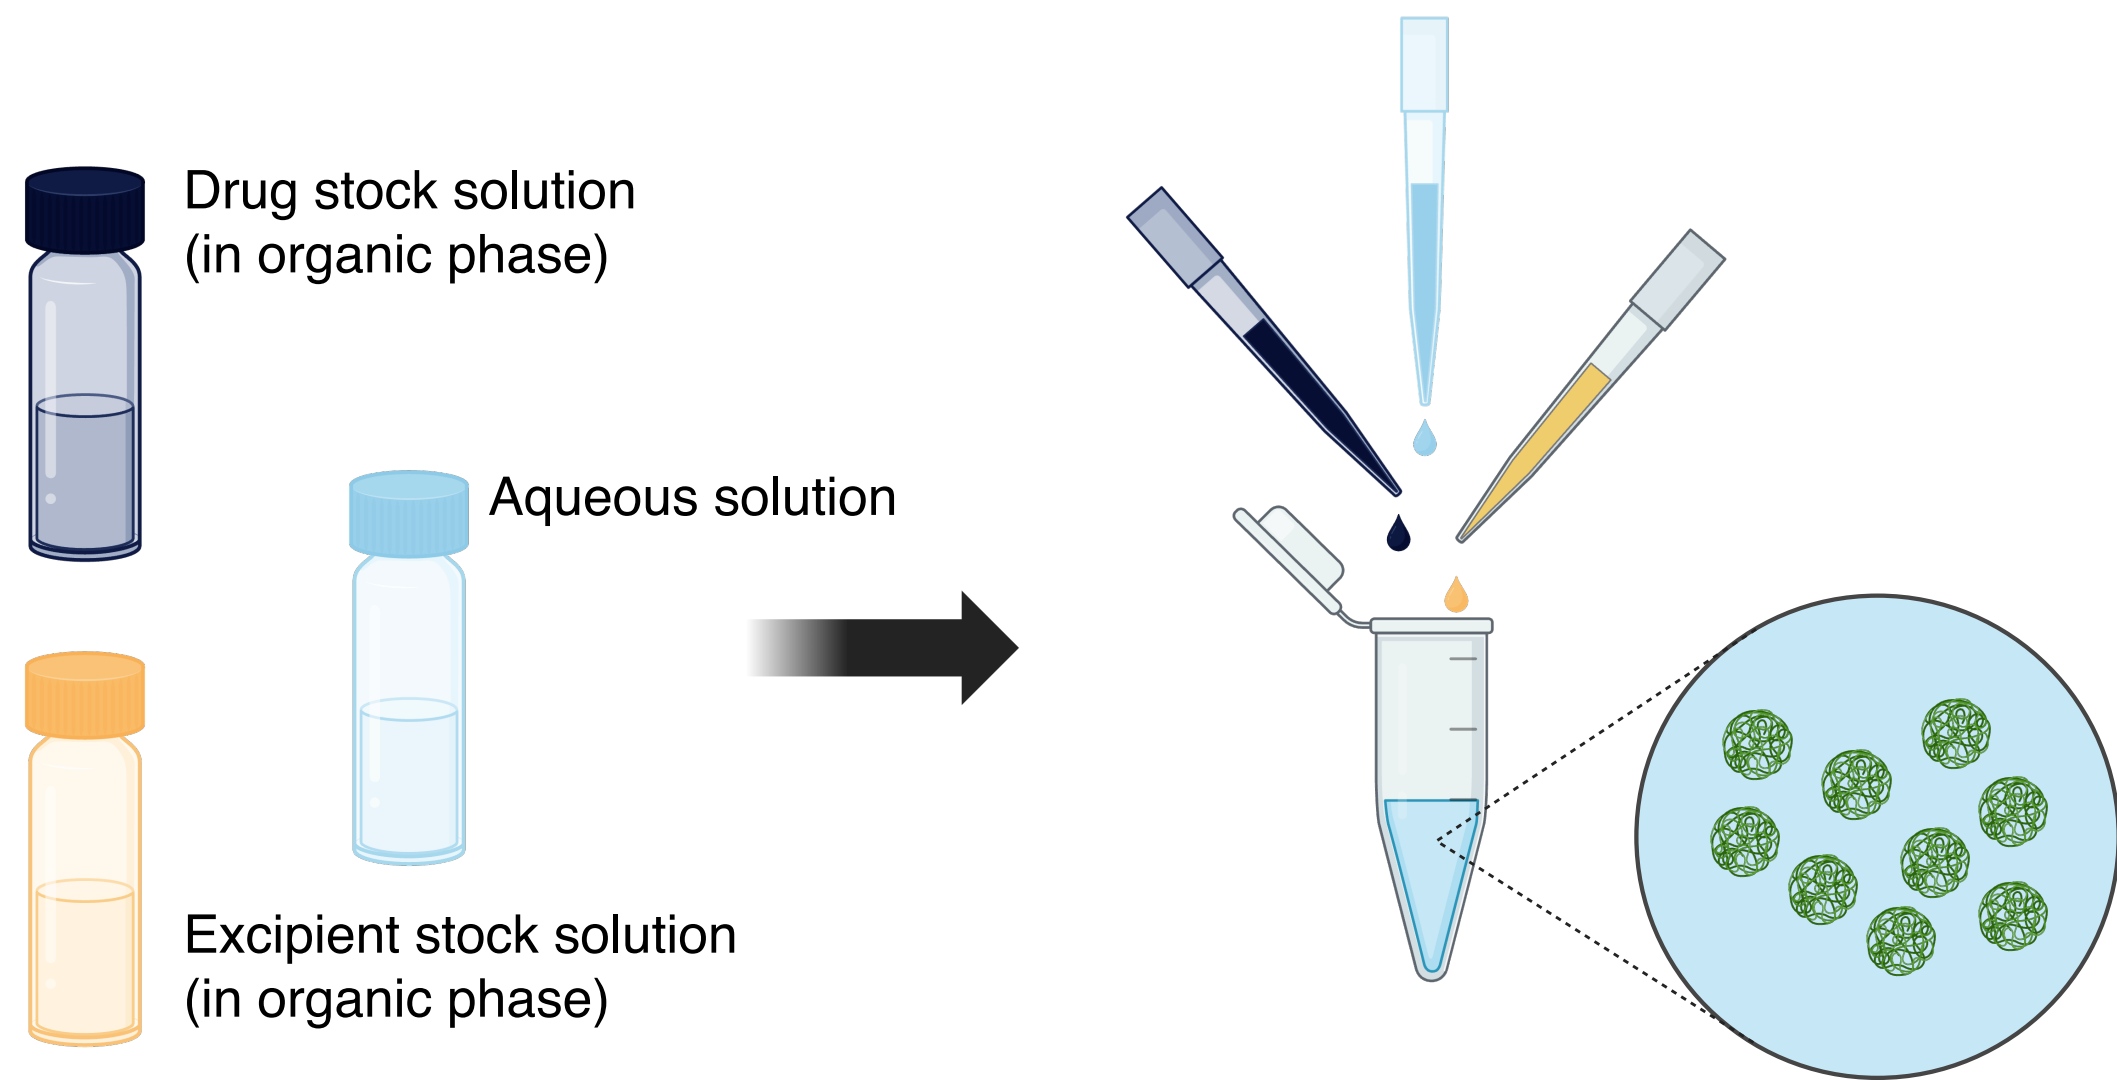 Drug stock solution
(in organic phase)
Aqueous solution
Excipient stock solution
(in organic phase)